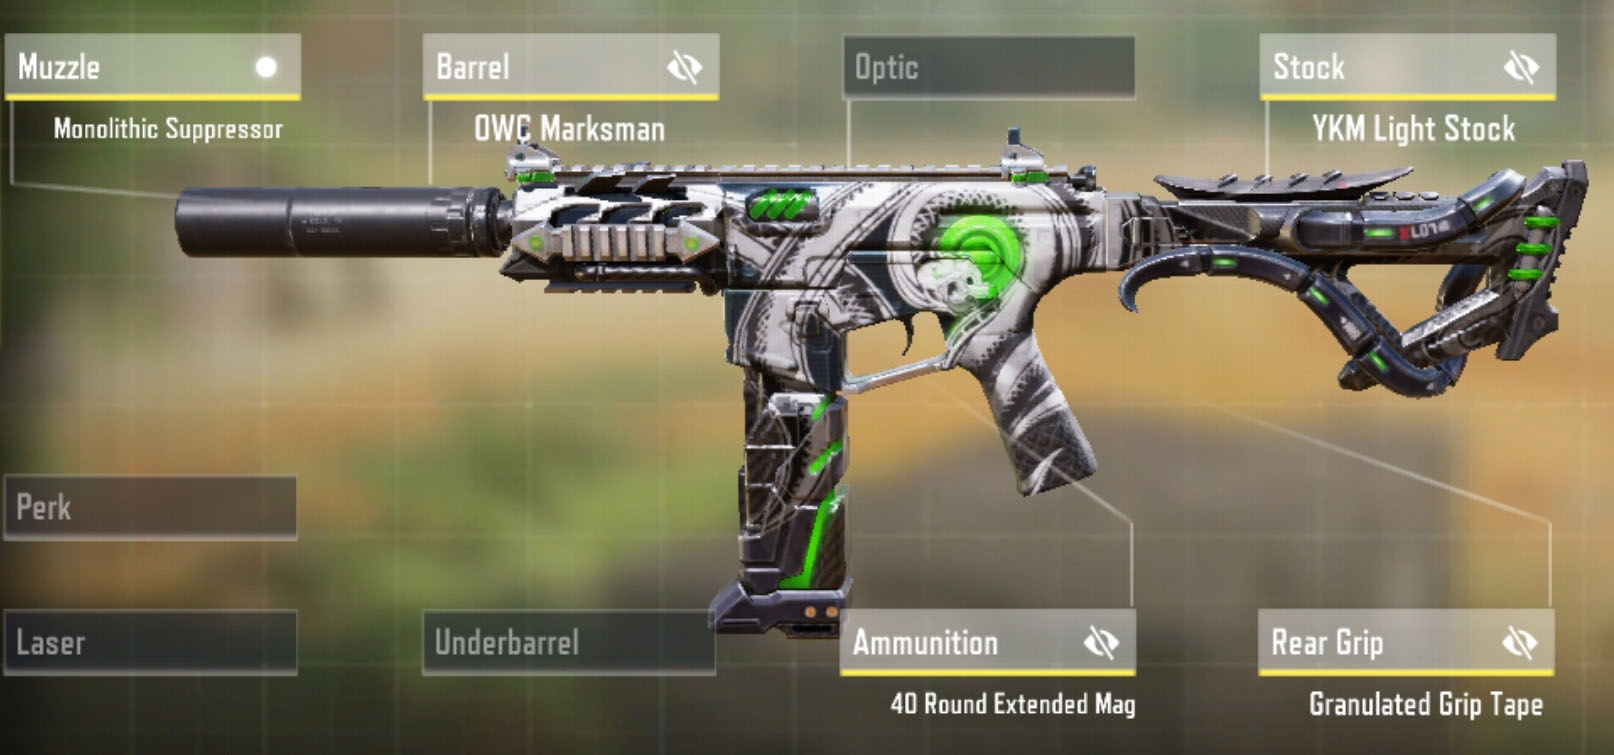 Muzzle
Barrel
Optic
Stock
Monolithic Suppressor
OWC Marksman
YKM Light Stock
Perk
Laser
Underbarrel
Ammunition
Rear Grip
40 Round Extended Mag
Granulated Grip Tape